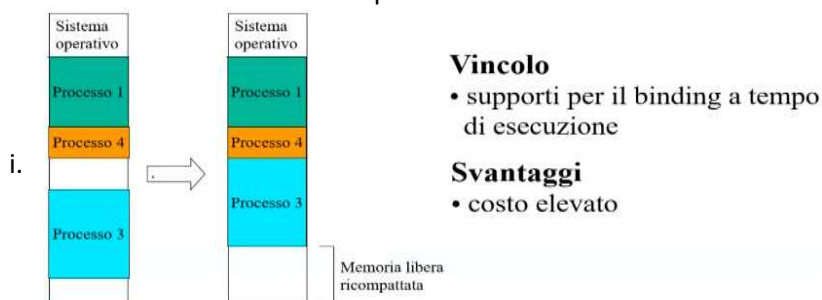 i.
Sistema
operativo
Processo 1
Processo 4
Processo 3
Sistema
operativo
Processo 1
Processo 4
Processo 3
Memoria libera
ricompattata
Vincolo
• supporti per il binding a tempo
di esecuzione
Svantaggi
• costo elevato